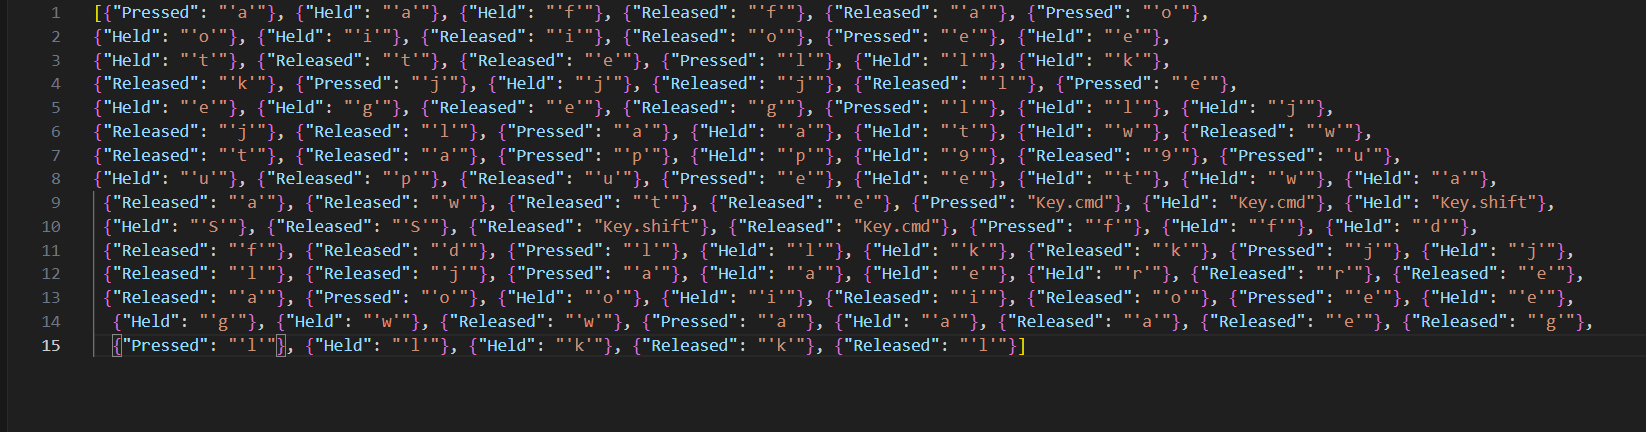 1 [{"Pressed": "'a'"}, {"Held": "'a'"}, {"Held": "'f'"}, {"Released": "'f'"}, {"Released": "'a'"}, {"Pressed": "'o'"},
2 {"Held": "'o'"}, {"Held": "'i'"}, {"Released": "'i'"}, {"Released": "'o'"}, {"Pressed": "'e'"}, {"Held": "'e'"},
3 {"Held": "'t'"}, {"Released": "'t'"}, {"Released": "'e'"}, {"Pressed": "'l'"}, {"Held": "'l'"}, {"Held": "'k'"},
4 {"Released": "'k'"}, {"Pressed": "'j'"}, {"Held": "'j'"}, {"Released": "'j'"}, {"Released": "'l'"}, {"Pressed": "'e'"},
5 {"Held": "'e'"}, {"Held": "'g'"}, {"Released": "'e'"}, {"Released": "'g'"}, {"Pressed": "'l'"}, {"Held": "'l'"}, {"Held": "'j'"},
6 {"Released": "'j'"}, {"Released": "'l'"}, {"Pressed": "'a'"}, {"Held": "'a'"}, {"Held": "'t'"}, {"Held": "'w'"}, {"Released": "'w'"},
7 {"Released": "'t'"}, {"Released": "'a'"}, {"Pressed": "'p'"}, {"Held": "'p'"}, {"Held": "'9'"}, {"Released": "'9'"}, {"Pressed": "'u'"},
8 {"Held": "'u'"}, {"Released": "'p'"}, {"Released": "'u'"}, {"Pressed": "'e'"}, {"Held": "'e'"}, {"Held": "'t'"}, {"Held": "'w'"}, {"Held": "'a'"},
9 {"Released": "'a'"}, {"Released": "'w'"}, {"Released": "'t'"}, {"Released": "'e'"}, {"Pressed": "Key.cmd"}, {"Held": "Key.cmd"}, {"Held": "Key.shift"},
10 {"Held": "'S'"}, {"Released": "'S'"}, {"Released": "Key.shift"}, {"Released": "Key.cmd"}, {"Pressed": "'f'"}, {"Held": "'f'"}, {"Held": "'d'"},
11 {"Released": "'f'"}, {"Released": "'d'"}, {"Pressed": "'l'"}, {"Held": "'l'"}, {"Held": "'k'"}, {"Released": "'k'"}, {"Pressed": "'j'"}, {"Held": "'j'"},
12 {"Released": "'l'"}, {"Released": "'j'"}, {"Pressed": "'a'"}, {"Held": "'a'"}, {"Held": "'e'"}, {"Held": "'r'"}, {"Released": "'r'"}, {"Released": "'e'"},
13 {"Released": "'a'"}, {"Pressed": "'o'"}, {"Held": "'o'"}, {"Held": "'i'"}, {"Released": "'i'"}, {"Released": "'o'"}, {"Pressed": "'e'"}, {"Held": "'e'"},
14 {"Held": "'g'"}, {"Held": "'w'"}, {"Released": "'w'"}, {"Pressed": "'a'"}, {"Held": "'a'"}, {"Released": "'a'"}, {"Released": "'e'"}, {"Released": "'g'"},
15 {"Pressed": "'l'"}, {"Held": "'l'"}, {"Held": "'k'"}, {"Released": "'k'"}, {"Released": "'l'"}]